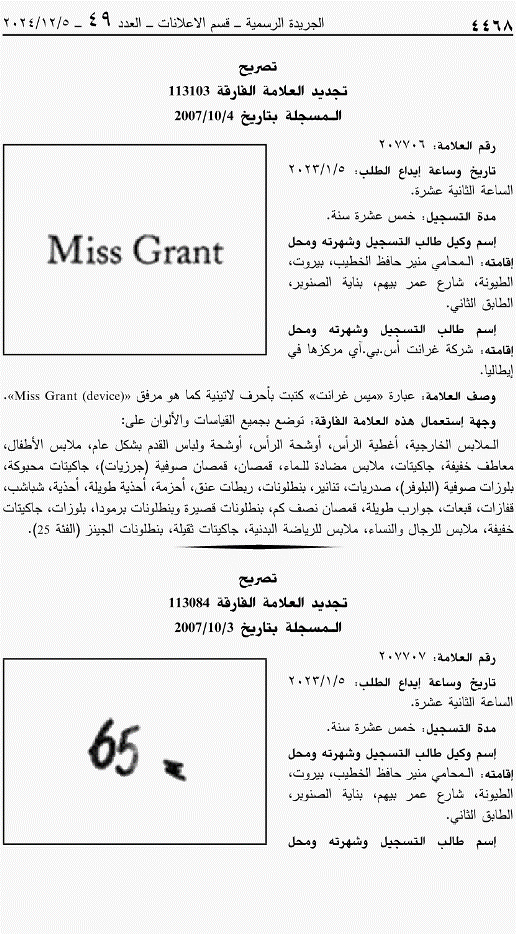 ٤٤٦٨
الجريدة الرسمية – قسم الاعلانات – العدد ٤٩ – ٢٠٢٤/١٢/٥
تصريح
تجديد العلامة الفارقة 113103
المسجلة بتاريخ 2007/10/4
رقم العلامة: ٢٠٧٧٠٦
تاريخ وساعة إيداع الطلب: ٢٠٢٣/١/٥
الساعة الثانية عشرة.
مدة التسجيل: خمس عشرة سنة.
إسم وكيل طالب التسجيل وشهرته ومحل
إقامته: المحامي منير حافظ الخطيب، بيروت،
الطيونة، شارع عمر بيهم، بناية الصنوبر،
الطابق الثاني.
إسم طالب التسجيل وشهرته ومحل
إقامته: شركة غرانت أس.بي.آي مركزها في
إيطاليا.
Miss Grant
وصف العلامة: عبارة «ميس غرانت» كتبت بأحرف لاتينية كما هو مرفق «Miss Grant (device)».
وجهة إستعمال هذه العلامة الفارقة: توضع بجميع القياسات والألوان على:
الملابس الخارجية، أغطية الرأس، أوشحة الرأس، أوشحة ولباس القدم بشكل عام، ملابس الأطفال،
معاطف خفيفة، جاكيتات، ملابس مضادة للماء، قمصان، قمصان صوفية (جرزيات)، جاكيتات محبوكة،
بلوزات صوفية (البلوفر)، صدريات، تنانير، بنطلونات، ربطات عنق، أحزمة، أحذية طويلة، أحذية، شباشب،
قفازات، قبعات، جوارب طويلة، قمصان نصف كم، بنطلونات قصيرة وبنطلونات برمودا، بلوزات، جاكيتات
خفيفة، ملابس للرجال والنساء، ملابس للرياضة البدنية، جاكيتات ثقيلة، بنطلونات الجينز (الفئة 25).
تصريح
تجديد العلامة الفارقة 113084
المسجلة بتاريخ 2007/10/3
رقم العلامة: ٢٠٧٧٠٧
تاريخ وساعة إيداع الطلب: ٢٠٢٣/١/٥
الساعة الثانية عشرة.
مدة التسجيل: خمس عشرة سنة.
إسم وكيل طالب التسجيل وشهرته ومحل
إقامته: المحامي منير حافظ الخطيب، بيروت،
الطيونة، شارع عمر بيهم، بناية الصنوبر،
الطابق الثاني.
إسم طالب التسجيل وشهرته ومحل
65